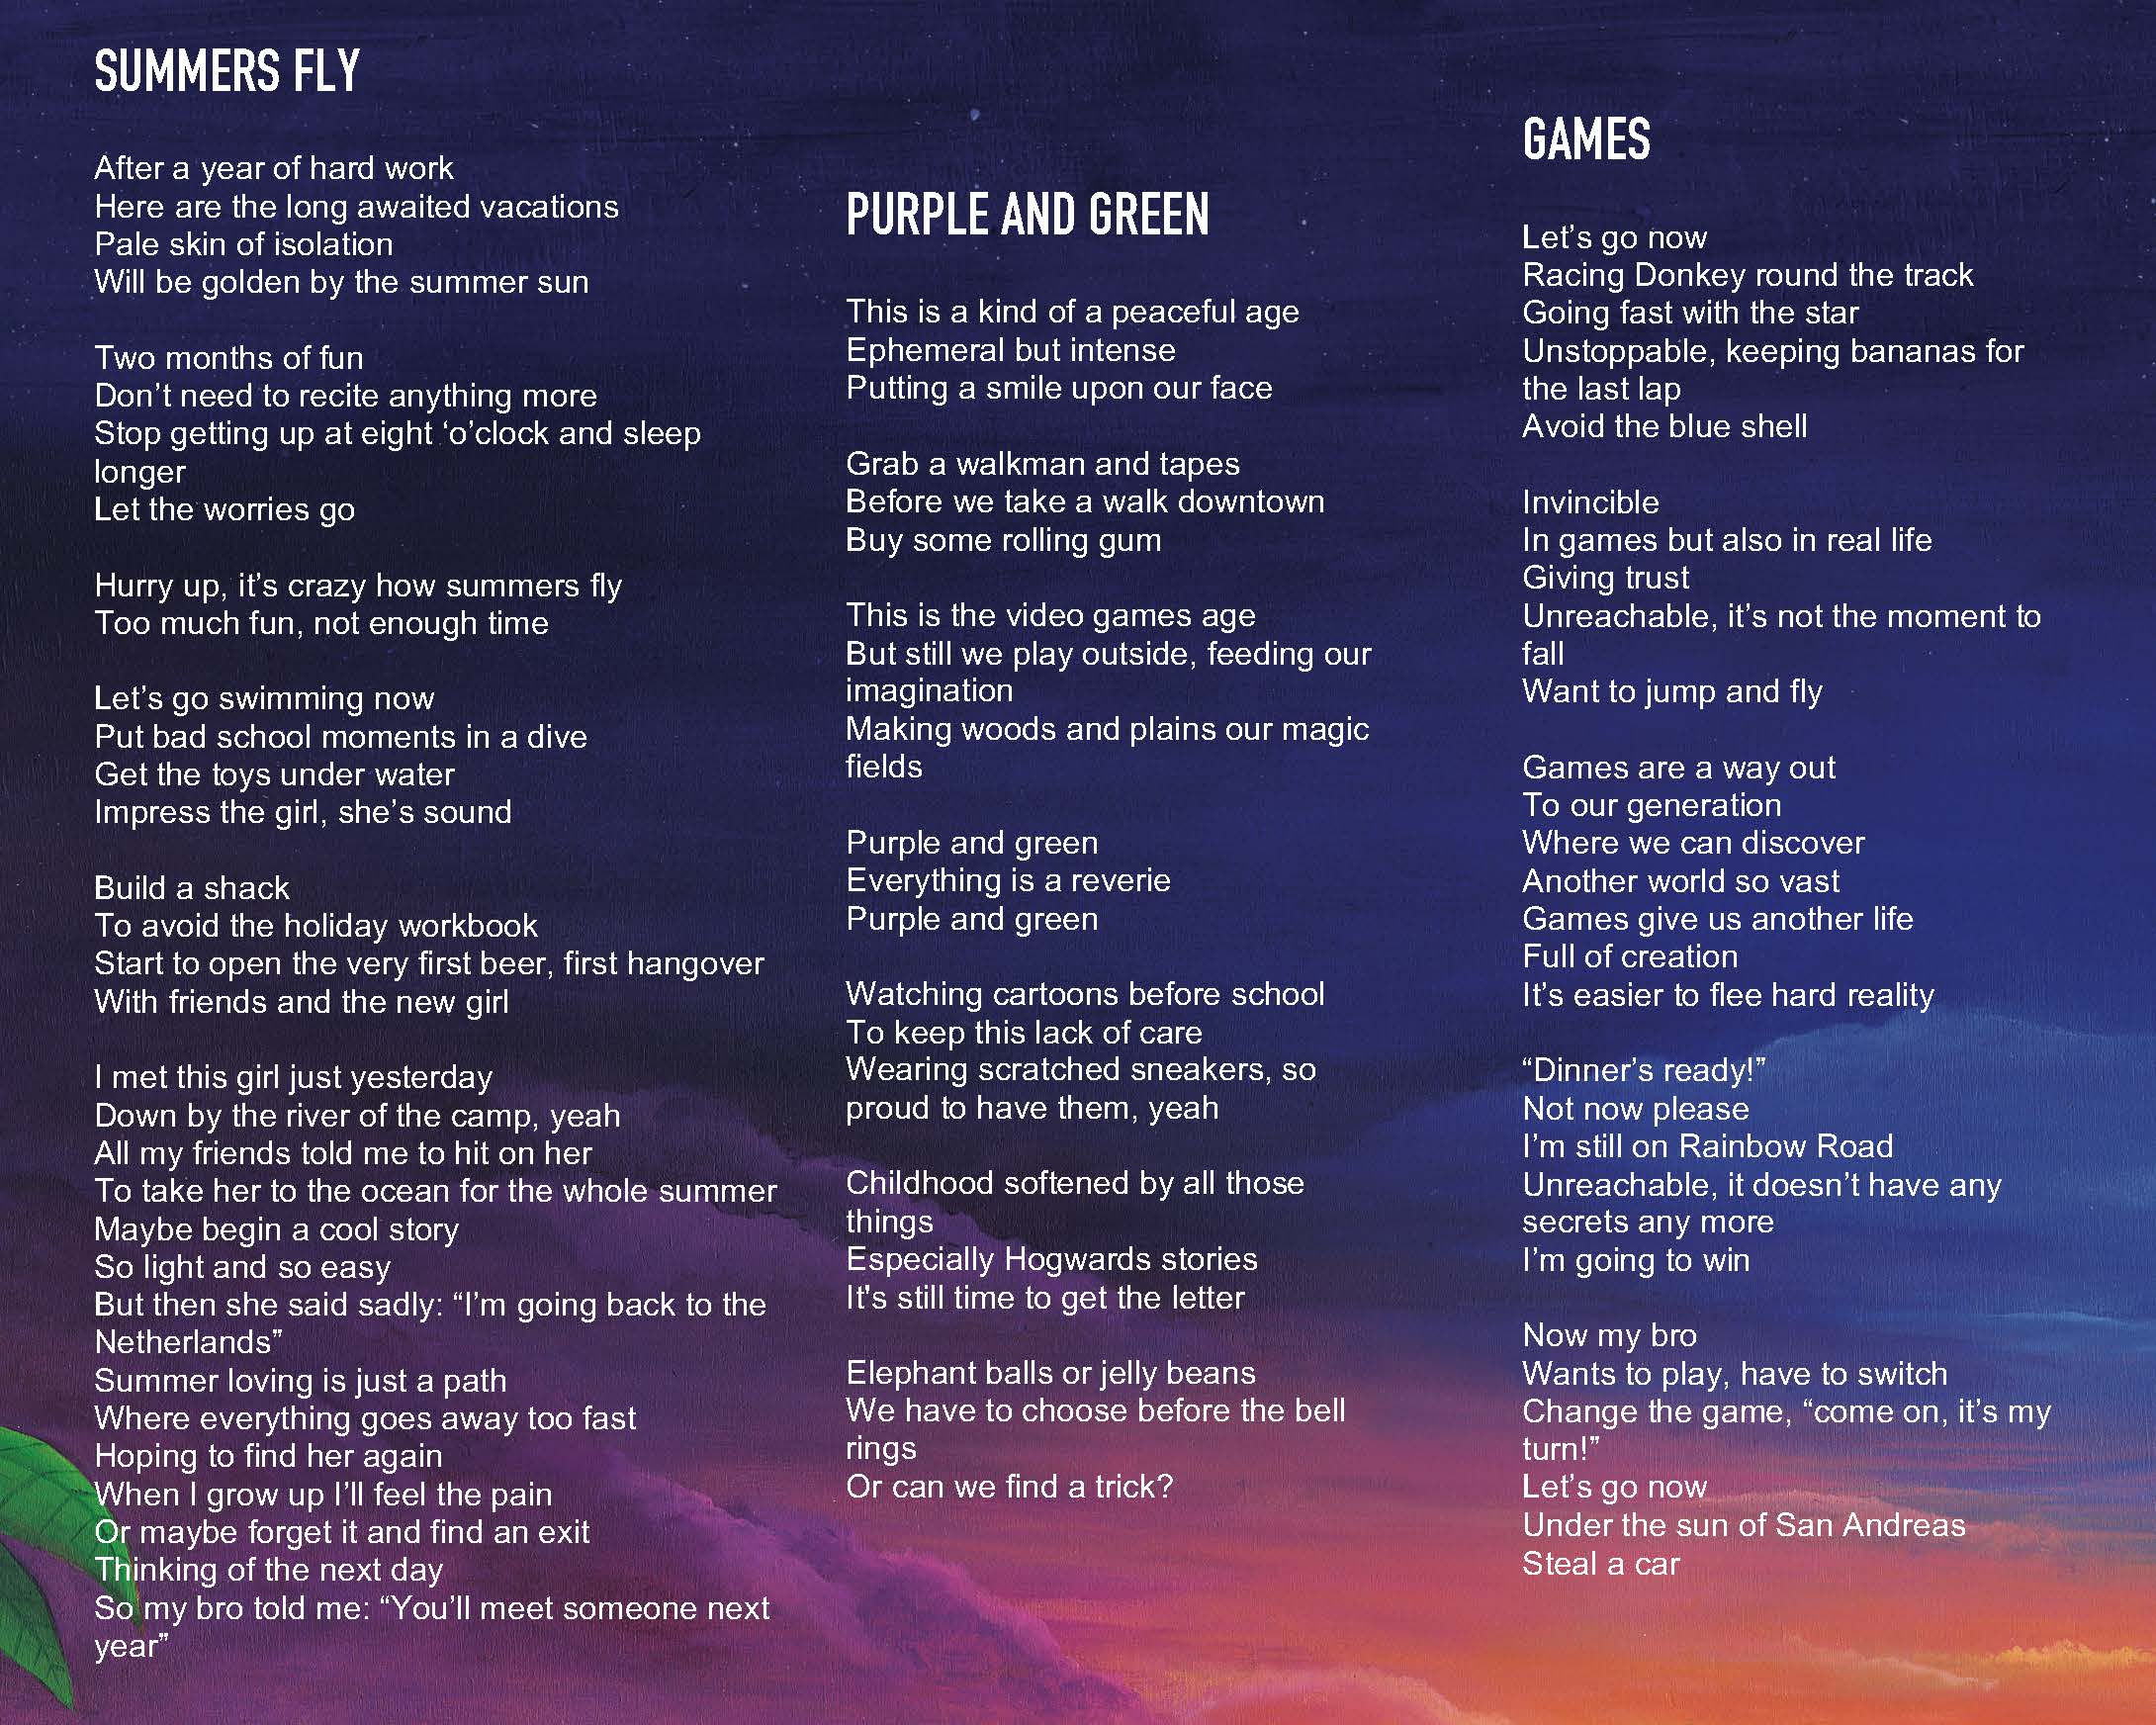 SUMMERS FLY
After a year of hard work
Here are the long awaited vacations
Pale skin of isolation
Will be golden by the summer sun
Two months of fun
Don’t need to recite anything more
Stop getting up at eight ‘o’clock and sleep
longer
Let the worries go
Hurry up, it’s crazy how summers fly
Too much fun, not enough time
Let’s go swimming now
Put bad school moments in a dive
Get the toys under water
Impress the girl, she’s sound
Build a shack
To avoid the holiday workbook
Start to open the very first beer, first hangover
With friends and the new girl
I met this girl just yesterday
Down by the river of the camp, yeah
All my friends told me to hit on her
To take her to the ocean for the whole summer
Maybe begin a cool story
So light and so easy
But then she said sadly: “I’m going back to the
Netherlands”
Summer loving is just a path
Where everything goes away too fast
Hoping to find her again
When I grow up I’ll feel the pain
Or maybe forget it and find an exit
Thinking of the next day
So my bro told me: “You’ll meet someone next
year”
PURPLE AND GREEN
This is a kind of a peaceful age
Ephemeral but intense
Putting a smile upon our face
Grab a walkman and tapes
Before we take a walk downtown
Buy some rolling gum
This is the video games age
But still we play outside, feeding our
imagination
Making woods and plains our magic
fields
Purple and green
Everything is a reverie
Purple and green
Watching cartoons before school
To keep this lack of care
Wearing scratched sneakers, so
proud to have them, yeah
Childhood softened by all those
things
Especially Hogwards stories
It's still time to get the letter
Elephant balls or jelly beans
We have to choose before the bell
rings
Or can we find a trick?
GAMES
Let’s go now
Racing Donkey round the track
Going fast with the star
Unstoppable, keeping bananas for
the last lap
Avoid the blue shell
Invincible
In games but also in real life
Giving trust
Unreachable, it’s not the moment to
fall
Want to jump and fly
Games are a way out
To our generation
Where we can discover
Another world so vast
Games give us another life
Full of creation
It’s easier to flee hard reality
“Dinner’s ready!”
Not now please
I’m still on Rainbow Road
Unreachable, it doesn’t have any
secrets any more
I’m going to win
Now my bro
Wants to play, have to switch
Change the game, “come on, it’s my
turn!”
Let’s go now
Under the sun of San Andreas
Steal a car